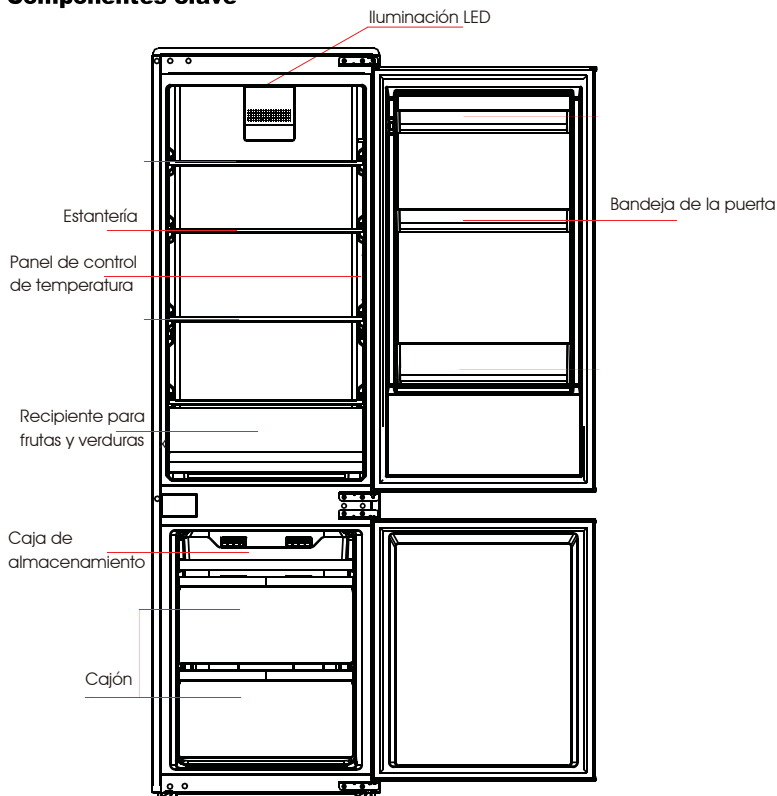 Componentes clave
Iluminación LED
Bandeja de la puerta
Estantería
Panel de control
de temperatura
Recipiente para
frutas y verduras
Caja de
almacenamiento
Cajón